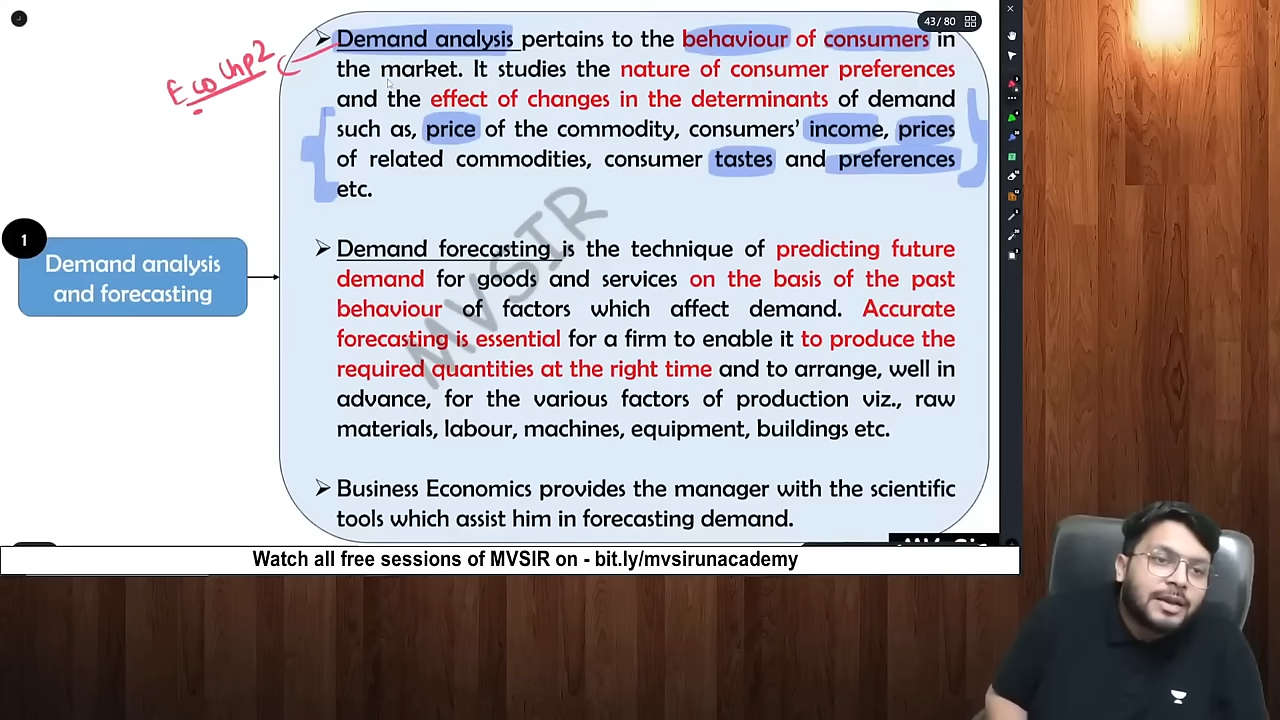 43 / 80
Eco Chp 2
➢ Demand analysis pertains to the behaviour of consumers in
the market. It studies the nature of consumer preferences
and the effect of changes in the determinants of demand
such as, price of the commodity, consumers’ income, prices
of related commodities, consumer tastes and preferences
etc.
1
Demand analysis
and forecasting
➢ Demand forecasting is the technique of predicting future
demand for goods and services on the basis of the past
behaviour of factors which affect demand. Accurate
forecasting is essential for a firm to enable it to produce the
required quantities at the right time and to arrange, well in
advance, for the various factors of production viz., raw
materials, labour, machines, equipment, buildings etc.
MVSIR
➢ Business Economics provides the manager with the scientific
tools which assist him in forecasting demand.
Watch all free sessions of MVSIR on - bit.ly/mvsirunacademy